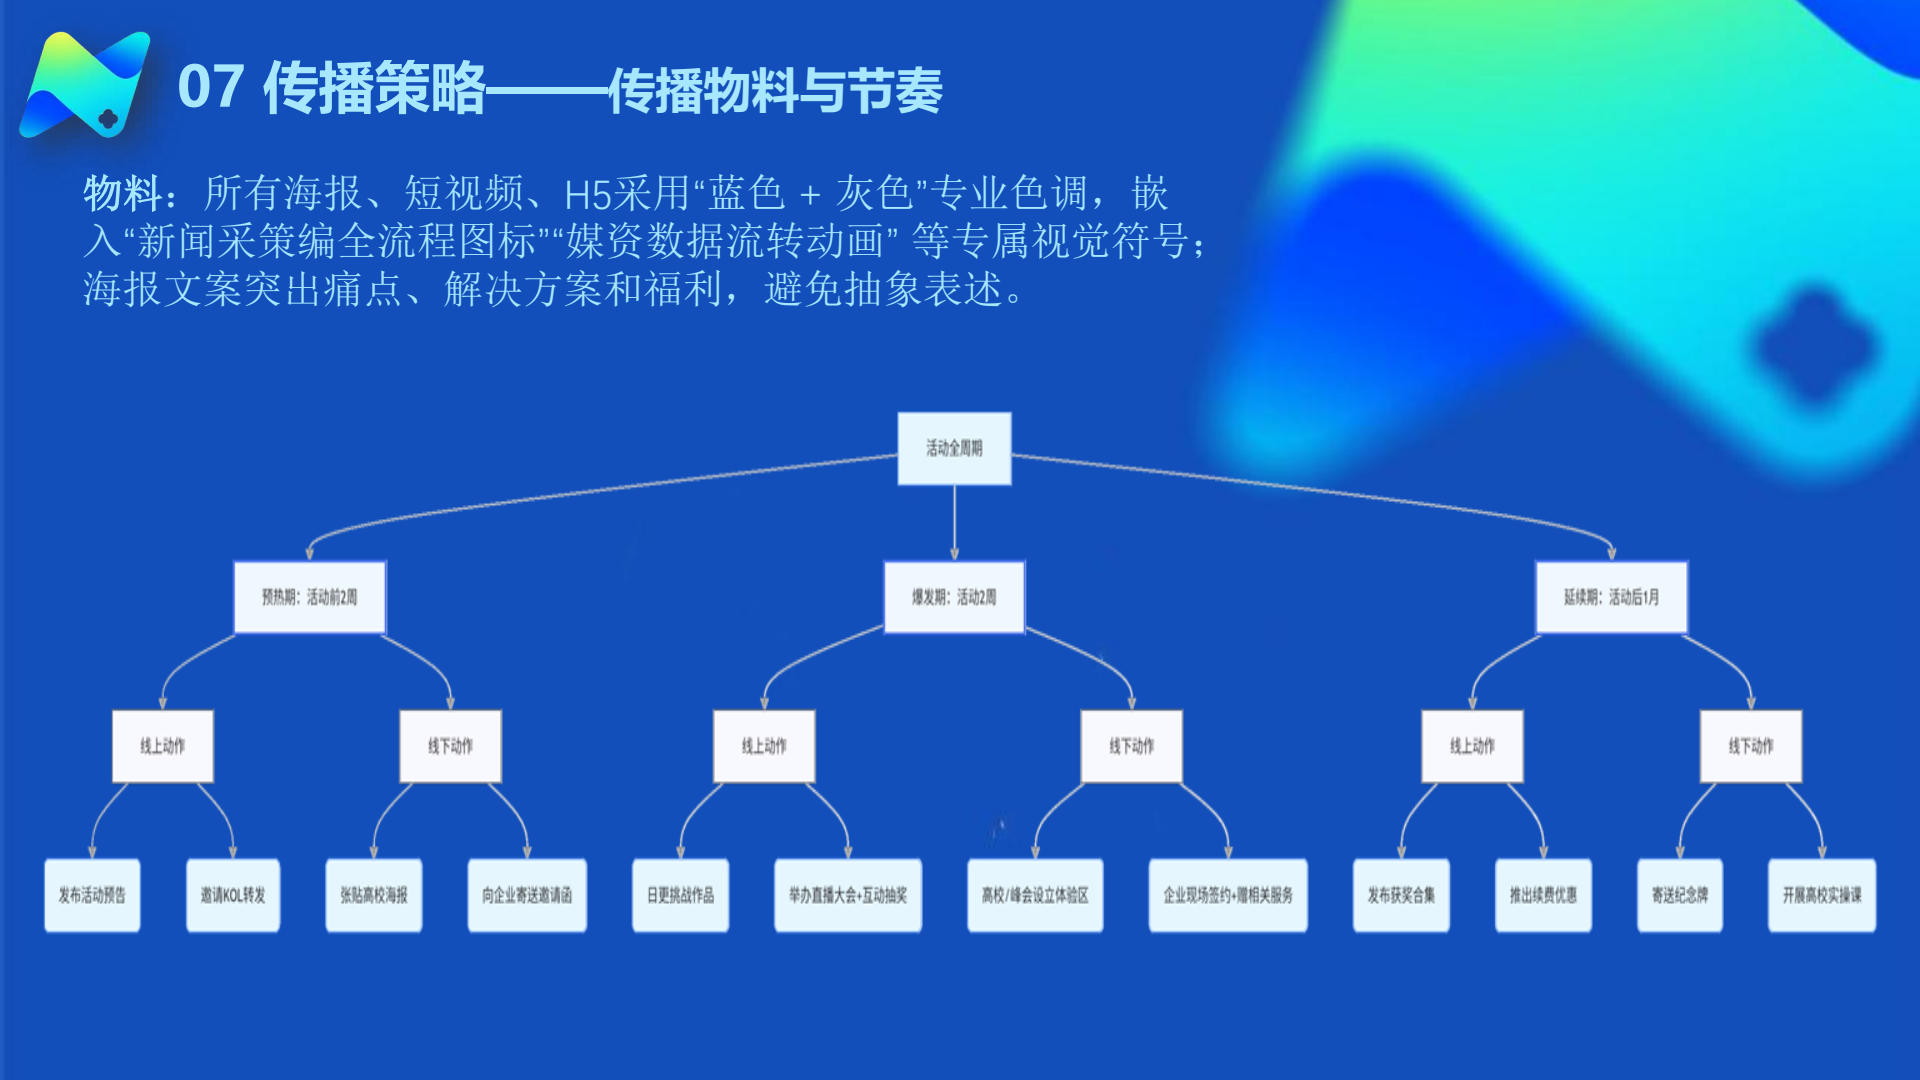 07 传播策略——传播物料与节奏
物料：所有海报、短视频、H5采用“蓝色 + 灰色”专业色调，嵌
入“新闻采策编全流程图标”“媒资数据流转动画” 等专属视觉符号；
海报文案突出痛点、解决方案和福利，避免抽象表述。
活动全周期
预热期：活动前2周
爆发期：活动2周
延续期：活动后1月
线上动作
线下动作
线上动作
线下动作
线上动作
线下动作
发布活动预告
邀请KOL转发
张贴高校海报
向企业寄送邀请函
日更挑战作品
举办直播大会+互动抽奖
高校/峰会设立体验区
企业现场签约+赠相关服务
发布获奖合集
推出续费优惠
寄送纪念牌
开展高校实操课